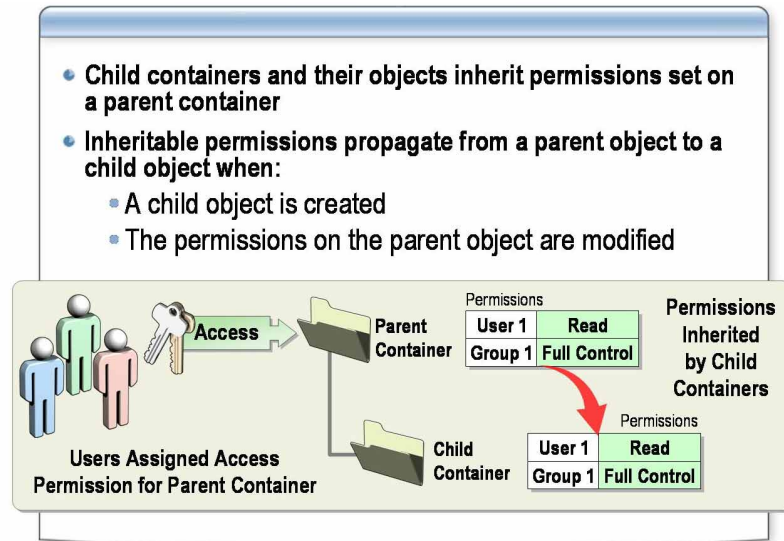 Child containers and their objects inherit permissions set on
a parent container
Inheritable permissions propagate from a parent object to a
child object when:
A child object is created
The permissions on the parent object are modified
Access
Parent
Container
Permissions
User 1 Read
Group 1 Full Control
Permissions
Inherited
by Child
Containers
Users Assigned Access
Permission for Parent Container
Child
Container
Permissions
User 1 Read
Group 1 Full Control